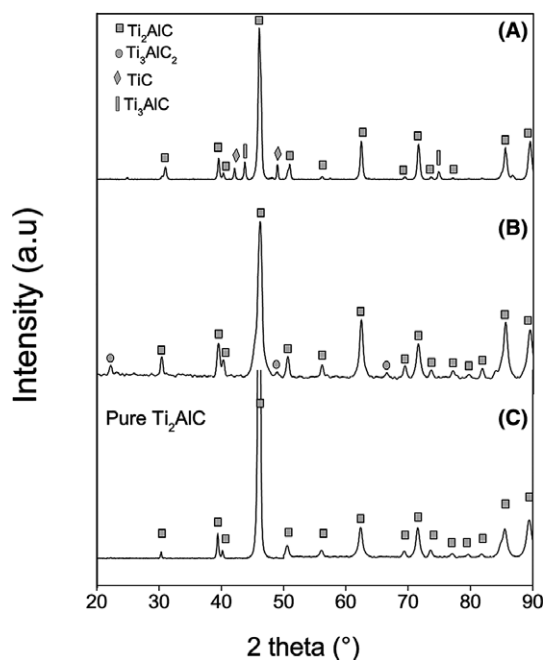 Ti₂AlC
Ti₃AlC₂
TiC
Ti₃AlC
(A)
(B)
Pure Ti₂AlC
(C)
Intensity (a.u)
20 30 40 50 60 70 80 90
2 theta (°)